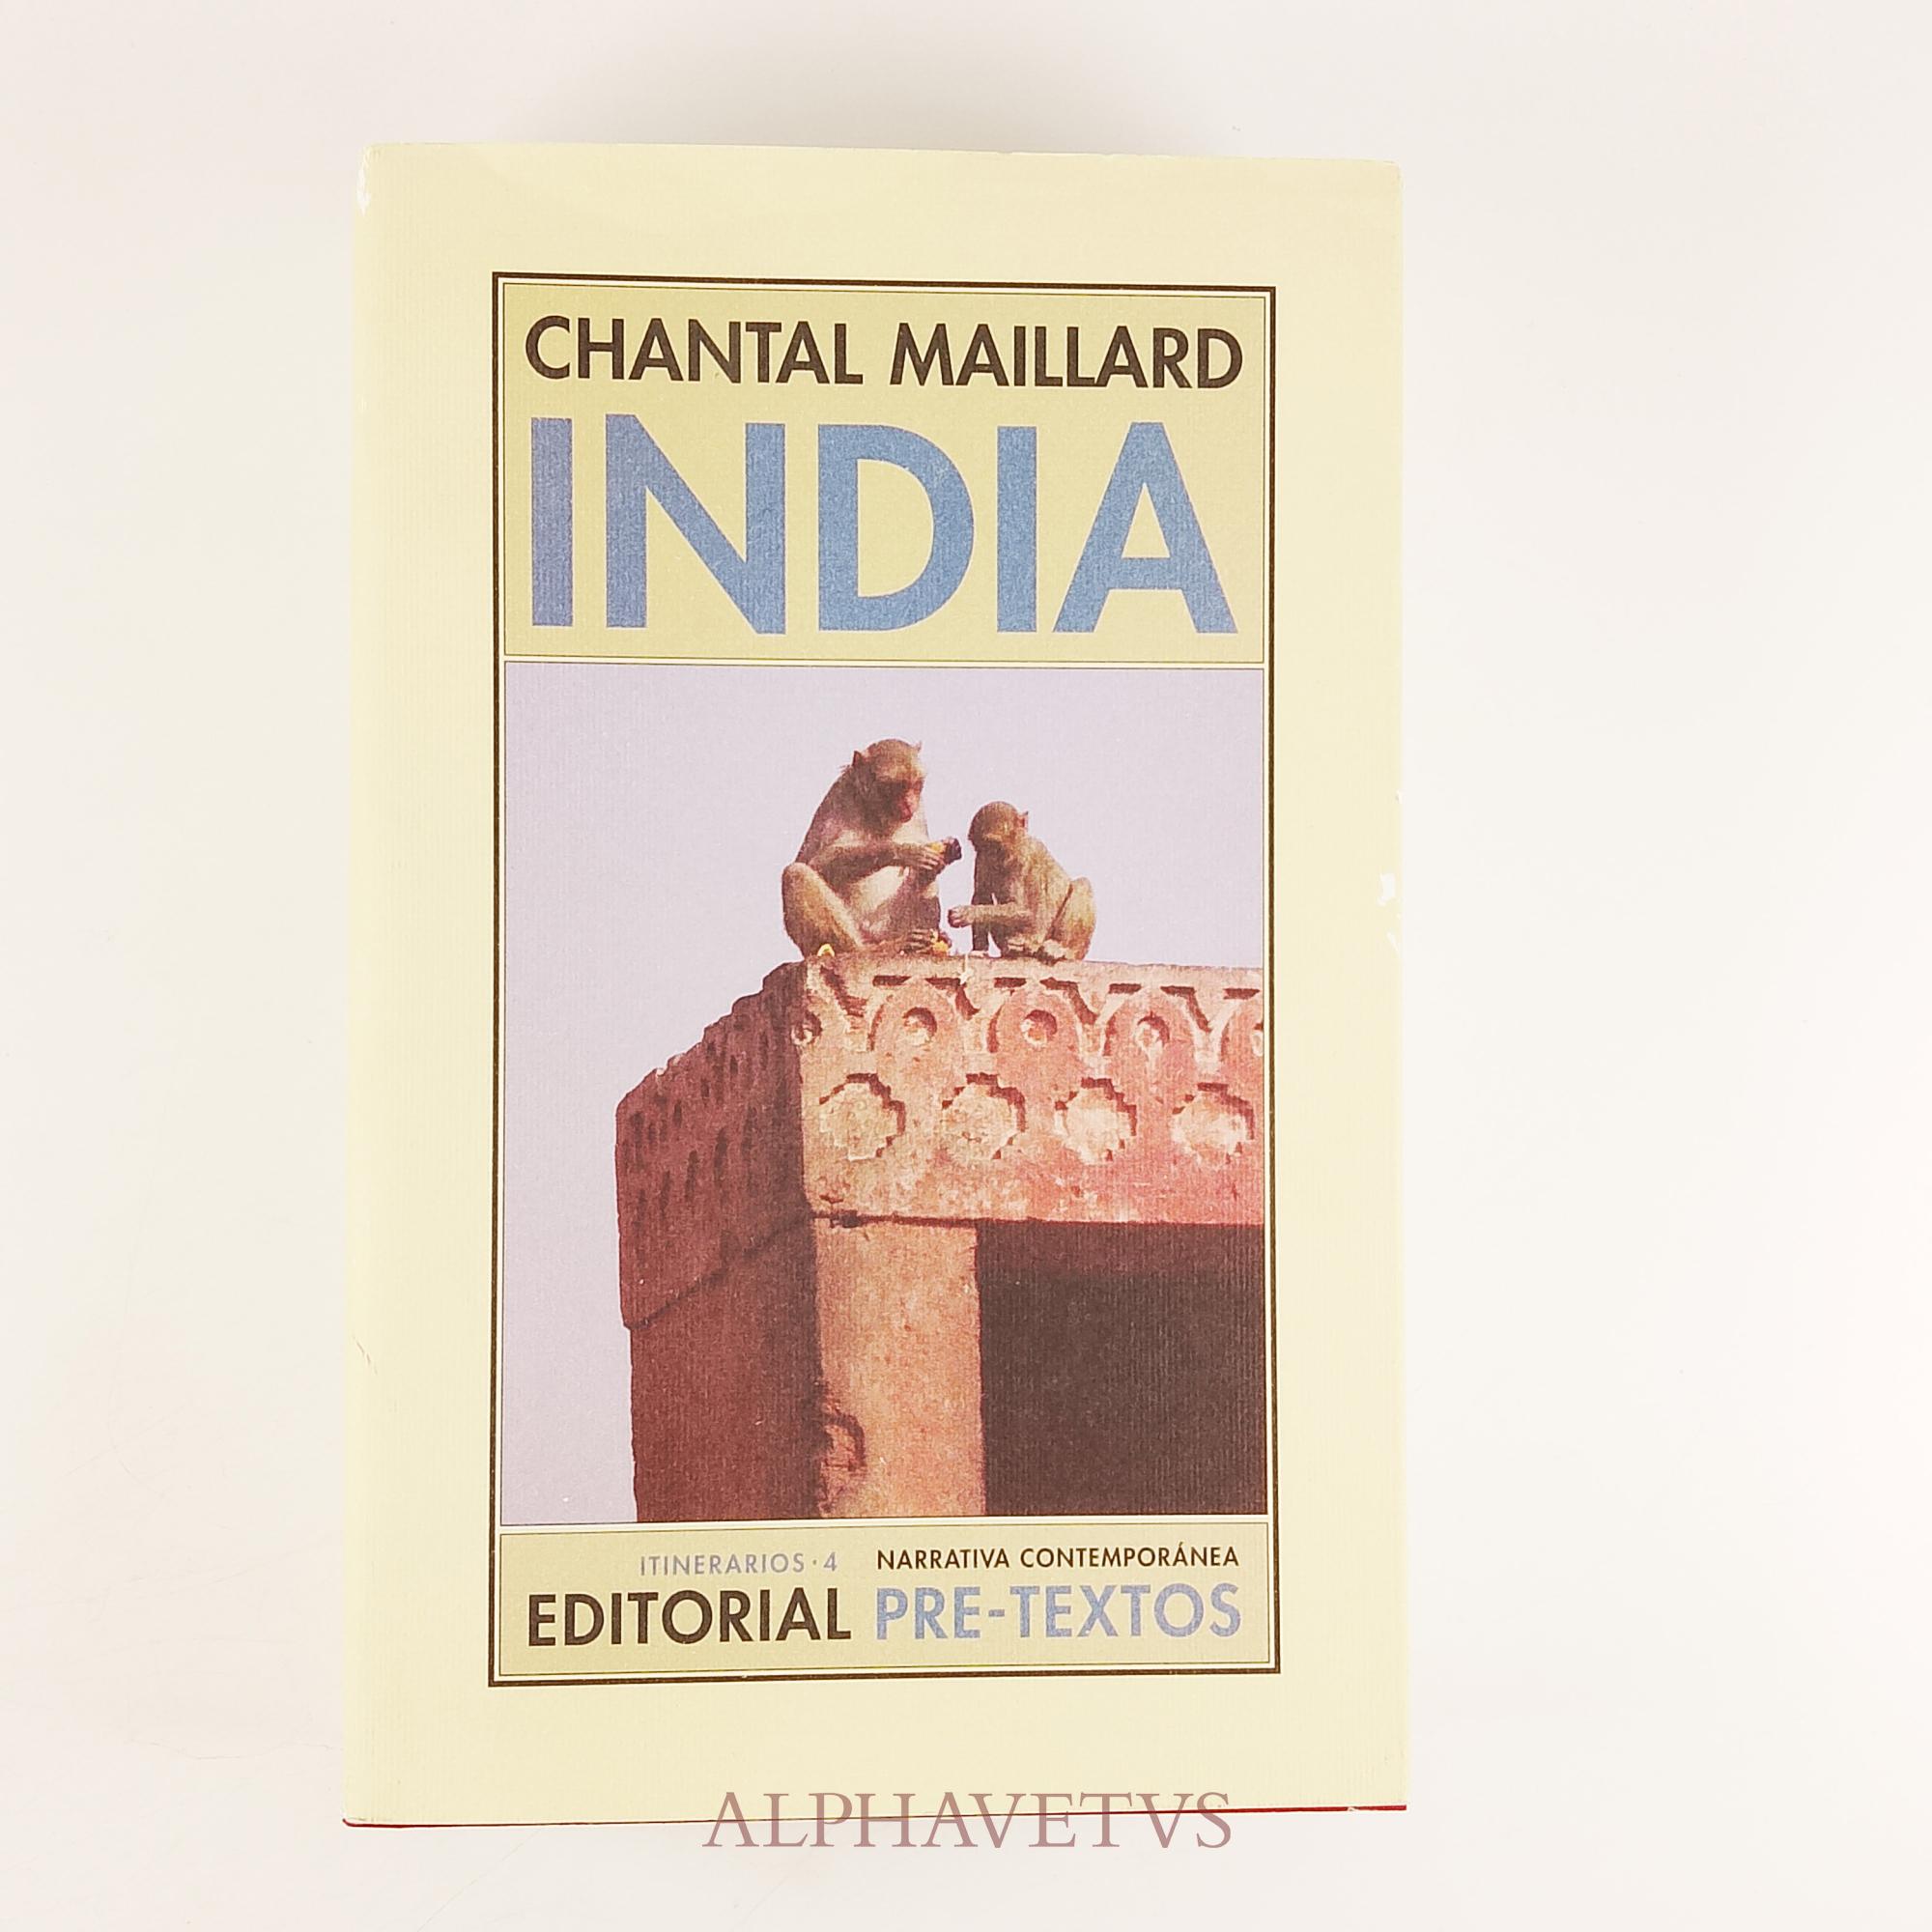 CHANTAL MAILLARD
INDIA
ITINERARIOS · 4 NARRATIVA CONTEMPORÁNEA
EDITORIAL PRE-TEXTOS
ALPHAVETVS